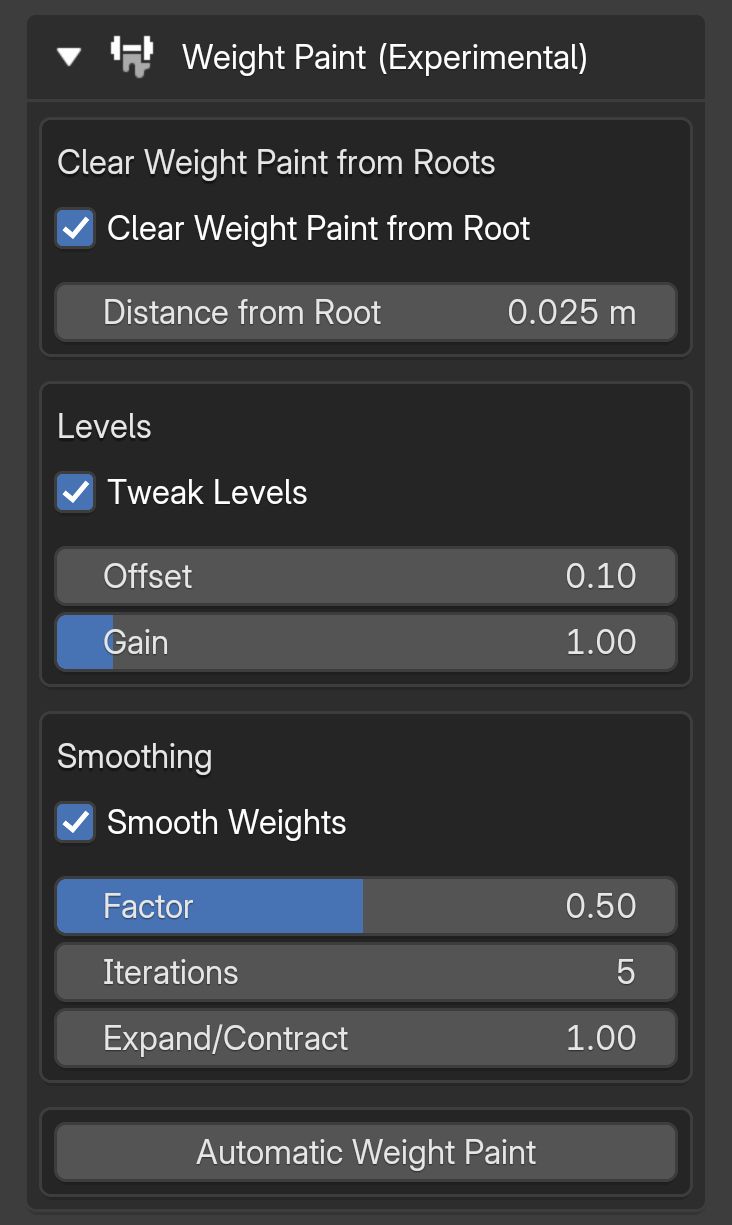 Weight Paint (Experimental)
Clear Weight Paint from Roots
Clear Weight Paint from Root
Distance from Root 0.025 m
Levels
Tweak Levels
Offset 0.10
Gain 1.00
Smoothing
Smooth Weights
Factor 0.50
Iterations 5
Expand/Contract 1.00
Automatic Weight Paint